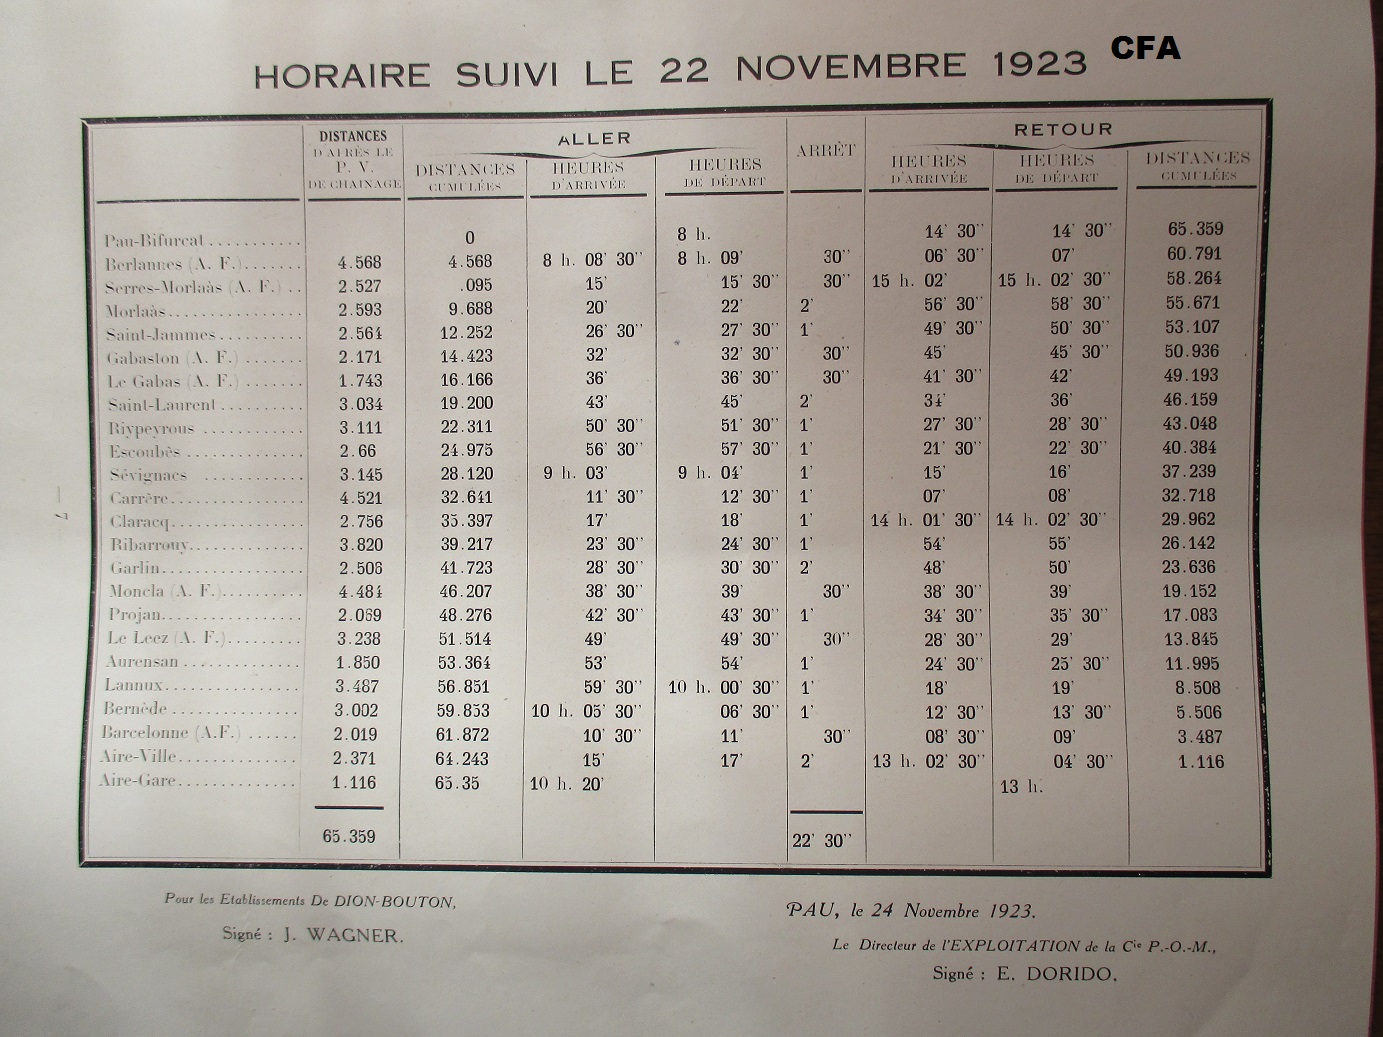 CFA
HORAIRE SUIVI LE 22 NOVEMBRE 1923
DISTANCES D'APRÈS LE P. V. DE CHAINAGE
ALLER
ARRÊT
RETOUR
DISTANCES CUMULÉES HEURES D'ARRIVÉE HEURES DE DÉPART HEURES D'ARRIVÉE HEURES DE DÉPART DISTANCES CUMULÉES
Pau-Bifurcat........... 0 8 h. 14' 30'' 14' 30'' 65.359
Berlannes (A. F.)....... 4.568 4.568 8 h. 08' 30'' 8 h. 09' 30'' 06' 30'' 07' 60.791
Serres-Morlaàs (A. F.) .. 2.527 .095 15' 15' 30'' 30'' 15 h. 02' 15 h. 02' 30'' 58.264
Morlaàs................ 2.593 9.688 20' 22' 2' 56' 30'' 58' 30'' 55.671
Saint-Jammes.......... 2.564 12.252 26' 30'' 27' 30'' 1' 49' 30'' 50' 30'' 53.107
Gabaston (A. F.) ....... 2.171 14.423 32' 32' 30'' 30'' 45' 45' 30'' 50.936
Le Gabas (A. F.) ....... 1.743 16.166 36' 36' 30'' 30'' 41' 30'' 42' 49.193
Saint-Laurent.......... 3.034 19.200 43' 45' 2' 34' 36' 46.159
Riypeyrous ............ 3.111 22.311 50' 30'' 51' 30'' 1' 27' 30'' 28' 30'' 43.048
Escoubès .............. 2.66 24.975 56' 30'' 57' 30'' 1' 21' 30'' 22' 30'' 40.384
Sévignacs ............ 3.145 28.120 9 h. 03' 9 h. 04' 1' 15' 16' 37.239
Carrère................ 4.521 32.641 11' 30'' 12' 30'' 1' 07' 08' 32.718
Claracq................ 2.756 35.397 17' 18' 1' 14 h. 01' 30'' 14 h. 02' 30'' 29.962
Ribarrouy.............. 3.820 39.217 23' 30'' 24' 30'' 1' 54' 55' 26.142
Garlin................. 2.506 41.723 28' 30'' 30' 30'' 2' 48' 50' 23.636
Moncla (A. F.).......... 4.484 46.207 38' 30'' 39' 30'' 38' 30'' 39' 19.152
Projan................. 2.069 48.276 42' 30'' 43' 30'' 1' 34' 30'' 35' 30'' 17.083
Le Leez (A. F.)......... 3.238 51.514 49' 49' 30'' 30'' 28' 30'' 29' 13.845
Aurensan.............. 1.850 53.364 53' 54' 1' 24' 30'' 25' 30'' 11.995
Lannux................ 3.487 56.851 59' 30'' 10 h. 00' 30'' 1' 18' 19' 8.508
Bernède ............... 3.002 59.853 10 h. 05' 30'' 06' 30'' 1' 12' 30'' 13' 30'' 5.506
Barcelonne (A.F.) ...... 2.019 61.872 10' 30'' 11' 30'' 08' 30'' 09' 3.487
Aire-Ville.............. 2.371 64.243 15' 17' 2' 13 h. 02' 30'' 04' 30'' 1.116
Aire-Gare.............. 1.116 65.35 10 h. 20' 13 h.
65.359 22' 30''
Pour les Etablissements De DION-BOUTON,
Signé : J. WAGNER.
PAU, le 24 Novembre 1923.
Le Directeur de l'EXPLOITATION de la Cie P.-O.-M.,
Signé : E. DORIDO.